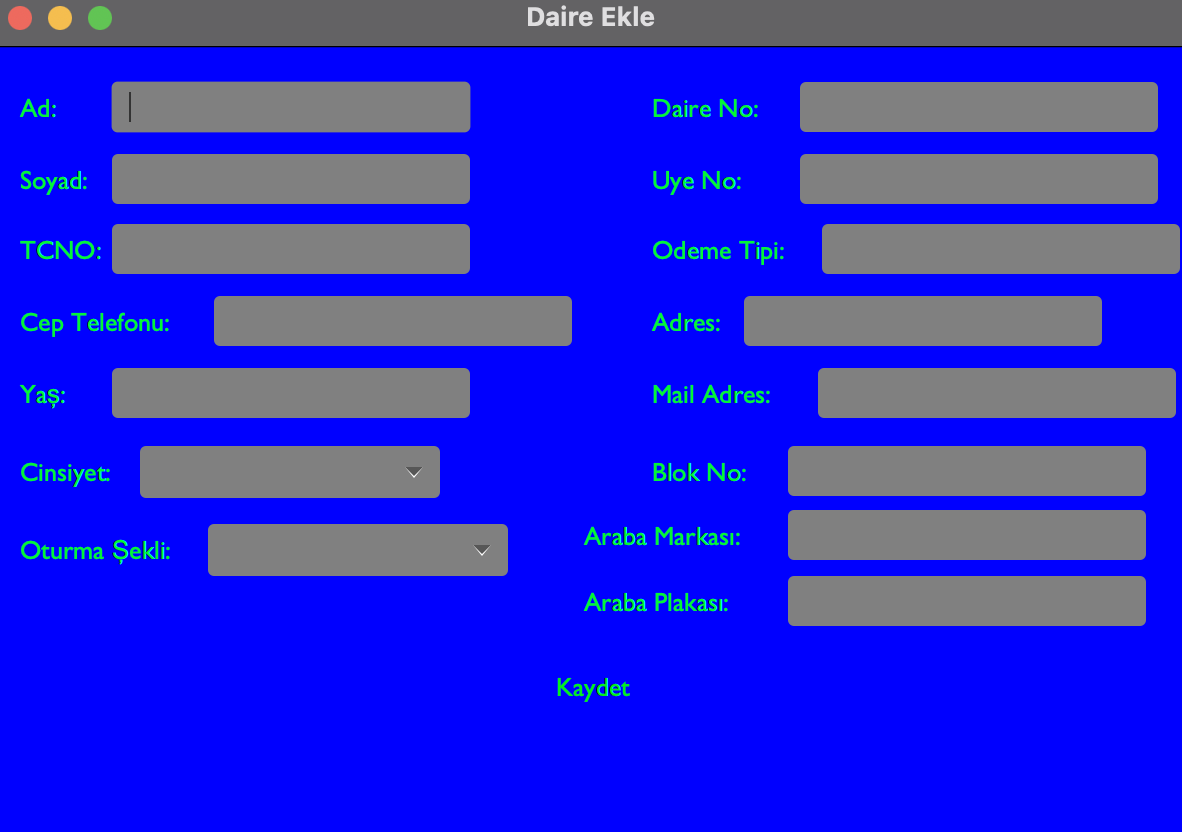 Daire Ekle
Ad:
Daire No:
Soyad:
Uye No:
TCNO:
Odeme Tipi:
Cep Telefonu:
Adres:
Yaş:
Mail Adres:
Cinsiyet:
Blok No:
Oturma Şekli:
Araba Markası:
Araba Plakası:
Kaydet